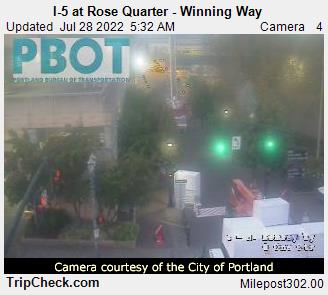 I-5 at Rose Quarter - Winning Way
Updated Jul 28 2022 5:32 AM Camera 4
PBOT
PORTLAND BUREAU OF TRANSPORTATION
Camera courtesy of the City of Portland
TripCheck.com Milepost302.00